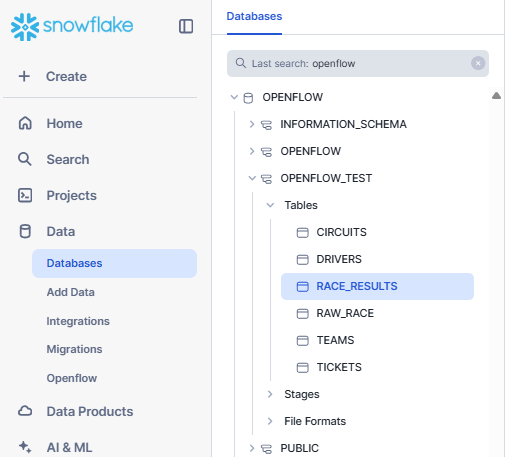 snowflake
Create
Home
Search
Projects
Data
Databases
Add Data
Integrations
Migrations
Openflow
Data Products
AI & ML
Databases
Last search: openflow
OPENFLOW
INFORMATION_SCHEMA
OPENFLOW
OPENFLOW_TEST
Tables
CIRCUITS
DRIVERS
RACE_RESULTS
RAW_RACE
TEAMS
TICKETS
Stages
File Formats
PUBLIC